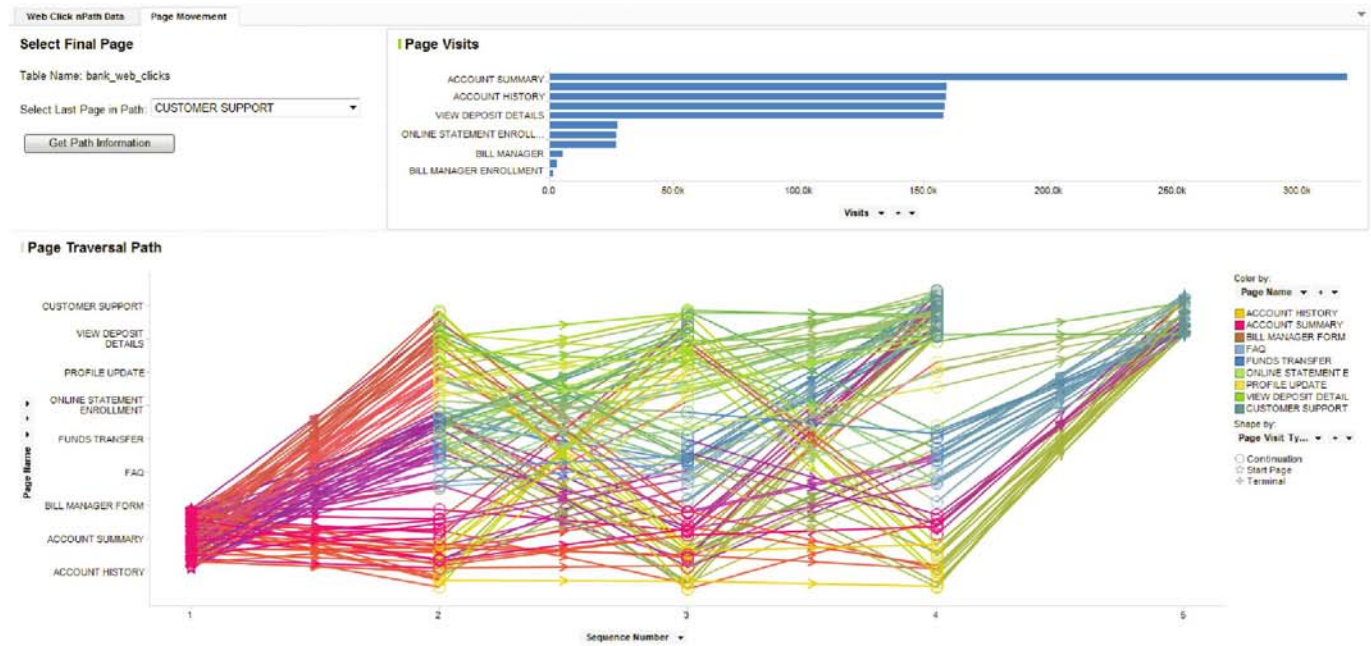 Web Click nPath Data
Page Movement
Select Final Page
Table Name: bank_web_clicks
Select Last Page in Path: CUSTOMER SUPPORT
Get Path Information
Page Visits
ACCOUNT SUMMARY
ACCOUNT HISTORY
VIEW DEPOSIT DETAILS
ONLINE STATEMENT ENROLL...
BILL MANAGER
BILL MANAGER ENROLLMENT
0.0 50.0k 100.0k 150.0k 200.0k 250.0k 300.0k
Visits
Page Traversal Path
CUSTOMER SUPPORT
VIEW DEPOSIT
DETAILS
PROFILE UPDATE
ONLINE STATEMENT
ENROLLMENT
FUNDS TRANSFER
FAQ
BILL MANAGER FORM
ACCOUNT SUMMARY
ACCOUNT HISTORY
Page Name
1 2 3 4 5
Sequence Number
Color by:
Page Name
ACCOUNT HISTORY
ACCOUNT SUMMARY
BILL MANAGER FORM
FAQ
FUNDS TRANSFER
ONLINE STATEMENT E
PROFILE UPDATE
VIEW DEPOSIT DETAIL
CUSTOMER SUPPORT
Shape by:
Page Visit Ty...
Continuation
Start Page
Terminal